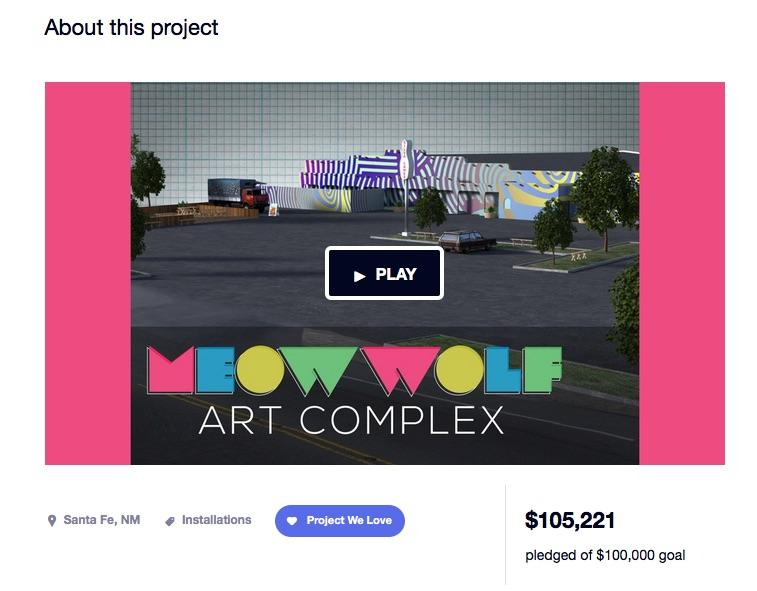 About this project
PLAY
MEOW WOLF
ART COMPLEX
Santa Fe, NM
Installations
Project We Love
$105,221
pledged of $100,000 goal